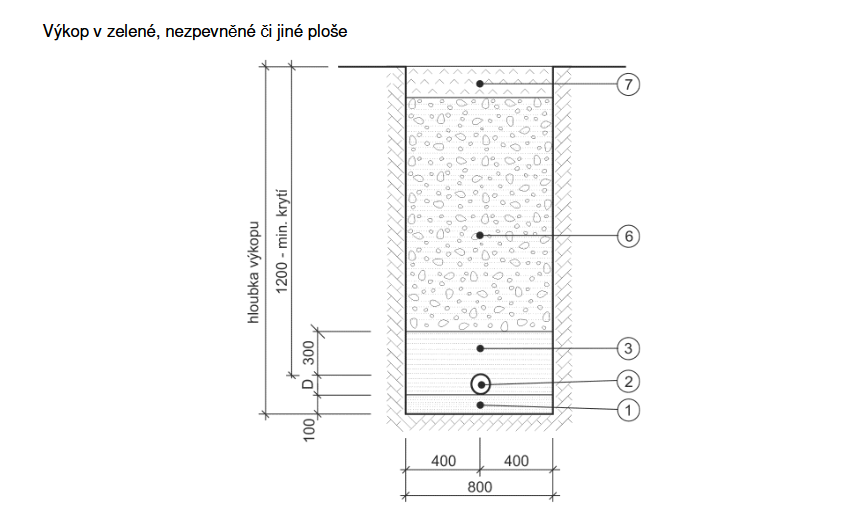 Výkop v zelené, nezpevněné či jiné ploše
7
hloubka výkopu
1200 - min. krytí
6
300
3
D
2
100
1
400
400
800